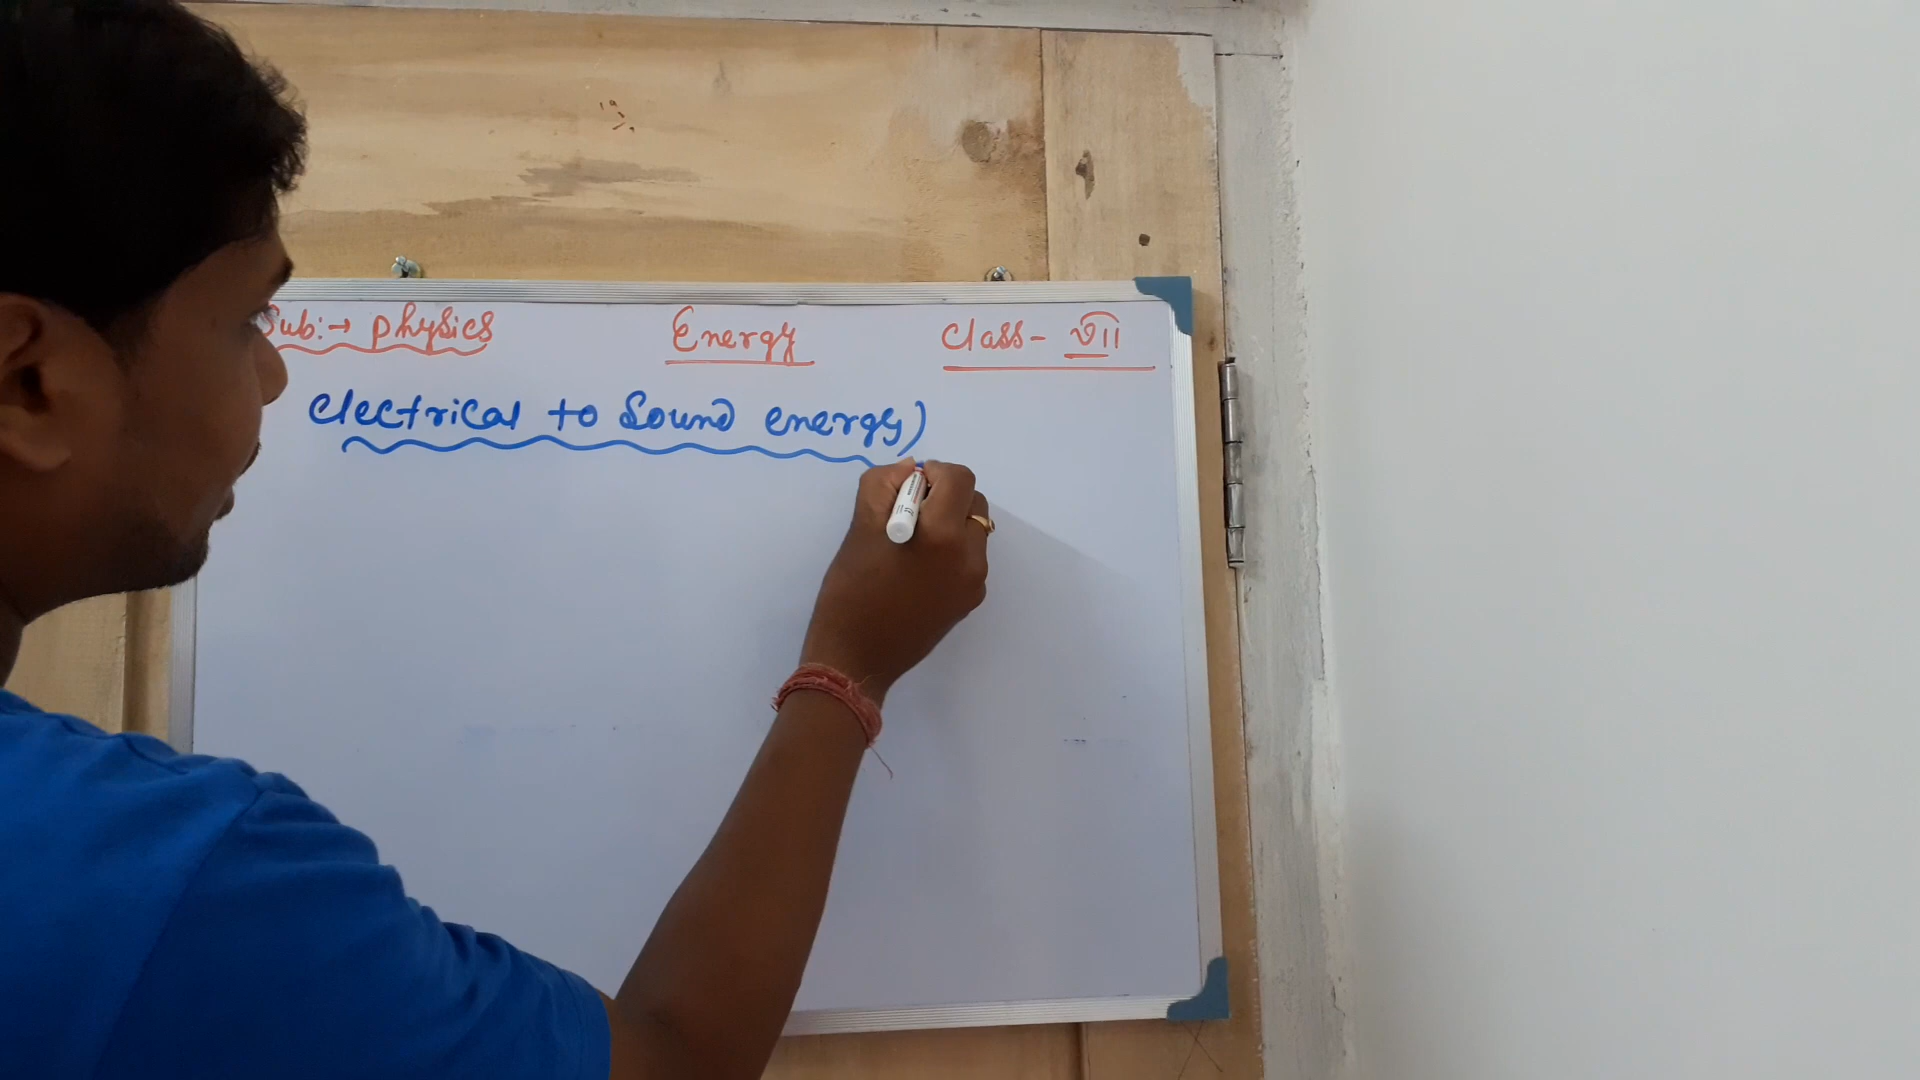 Sub:→ physics Energy Class- VII
electrical to Sound energy)